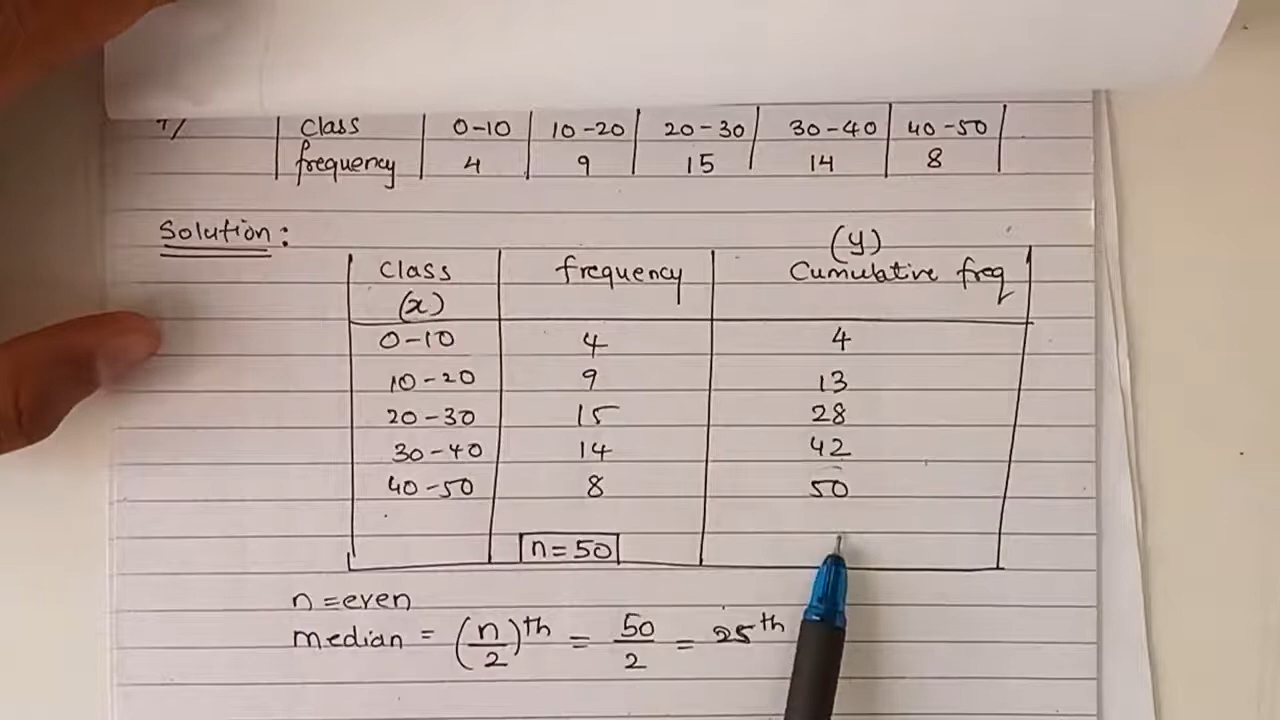 class 0-10 10-20 20-30 30-40 40-50
frequency 4 9 15 14 8
Solution:
(y)
Class frequency Cumulative freq
(x)
0-10 4 4
10-20 9 13
20-30 15 28
30-40 14 42
40-50 8 50
n=50
n=even
median = (n/2)th = 50/2 = 25th